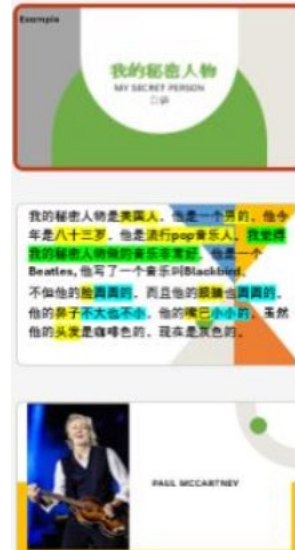 Example
我的秘密人物
MY SECRET PERSON
我的秘密人物是美国人。他是一个男的。他今
年是八十三岁。他是流行pop音乐人。我觉得
我的秘密人物做的音乐非常好。他是一个
Beatles, 他写了一个音乐叫Blackbird.
不但他的脸圆圆的，而且他的眼睛也圆圆的。
他的鼻子不大也不小。他的嘴巴小小的。虽然
他的头发是咖啡色的，现在是灰色的。
PAUL MCCARTNEY